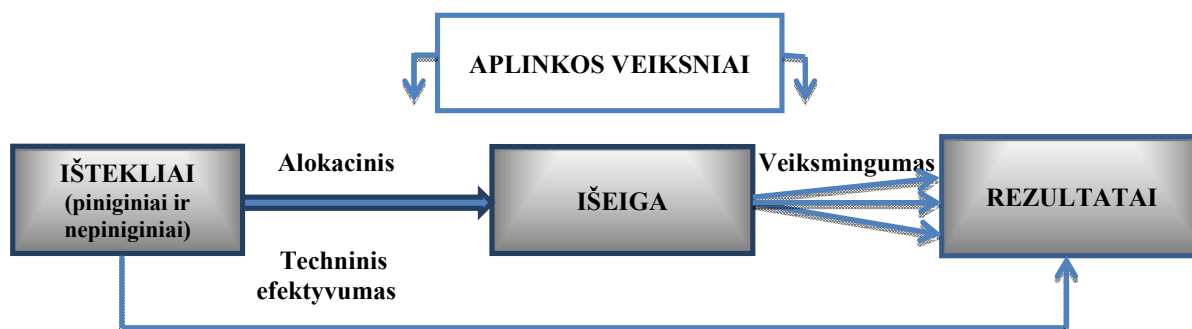 APLINKOS VEIKSNIAI
IŠTEKLIAI
(piniginiai ir
nepiniginiai)
Alokacinis
Techninis
efektyvumas
IŠEIGA
Veiksmingumas
REZULTATAI